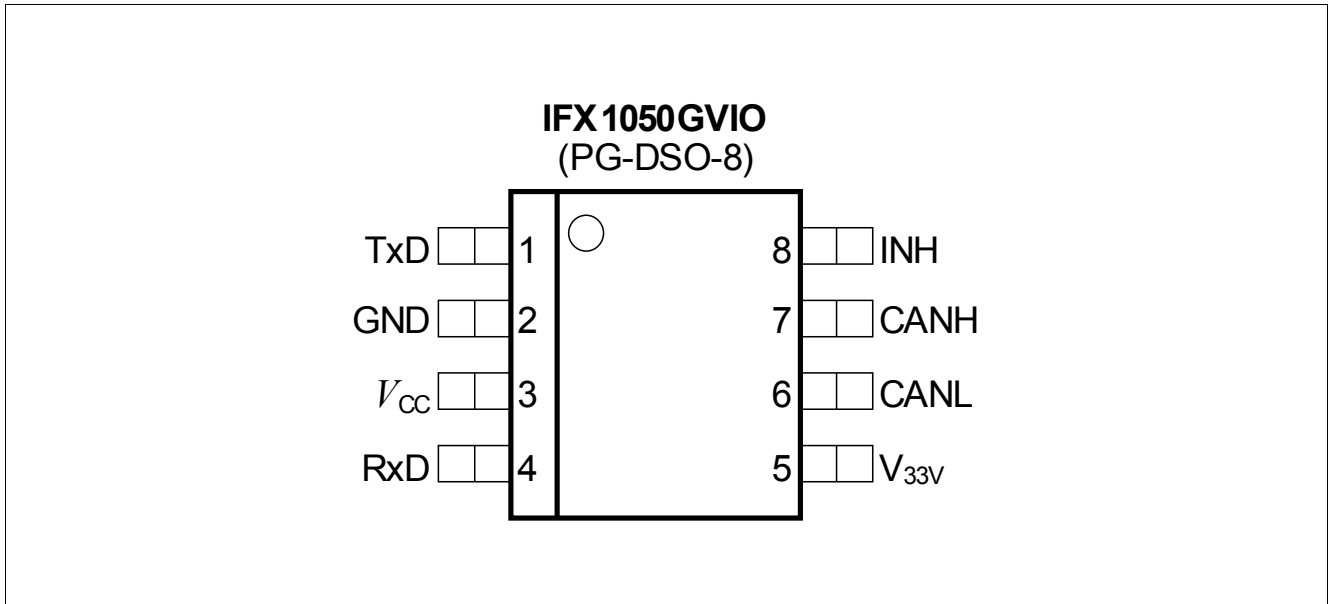 IFX1050GVIO
(PG-DSO-8)
TxD 1 8 INH
GND 2 7 CANH
VCC 3 6 CANL
RxD 4 5 V33V